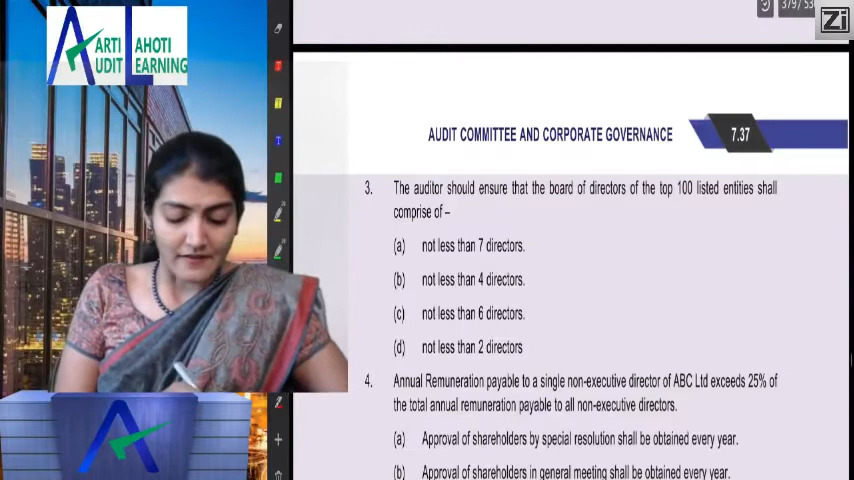 ARTI LAHOTI
AUDIT LEARNING
379 / 53
Zi
AUDIT COMMITTEE AND CORPORATE GOVERNANCE 7.37
3. The auditor should ensure that the board of directors of the top 100 listed entities shall
comprise of –
(a) not less than 7 directors.
(b) not less than 4 directors.
(c) not less than 6 directors.
(d) not less than 2 directors
4. Annual Remuneration payable to a single non-executive director of ABC Ltd exceeds 25% of
the total annual remuneration payable to all non-executive directors.
(a) Approval of shareholders by special resolution shall be obtained every year.
(b) Approval of shareholders in general meeting shall be obtained every year.